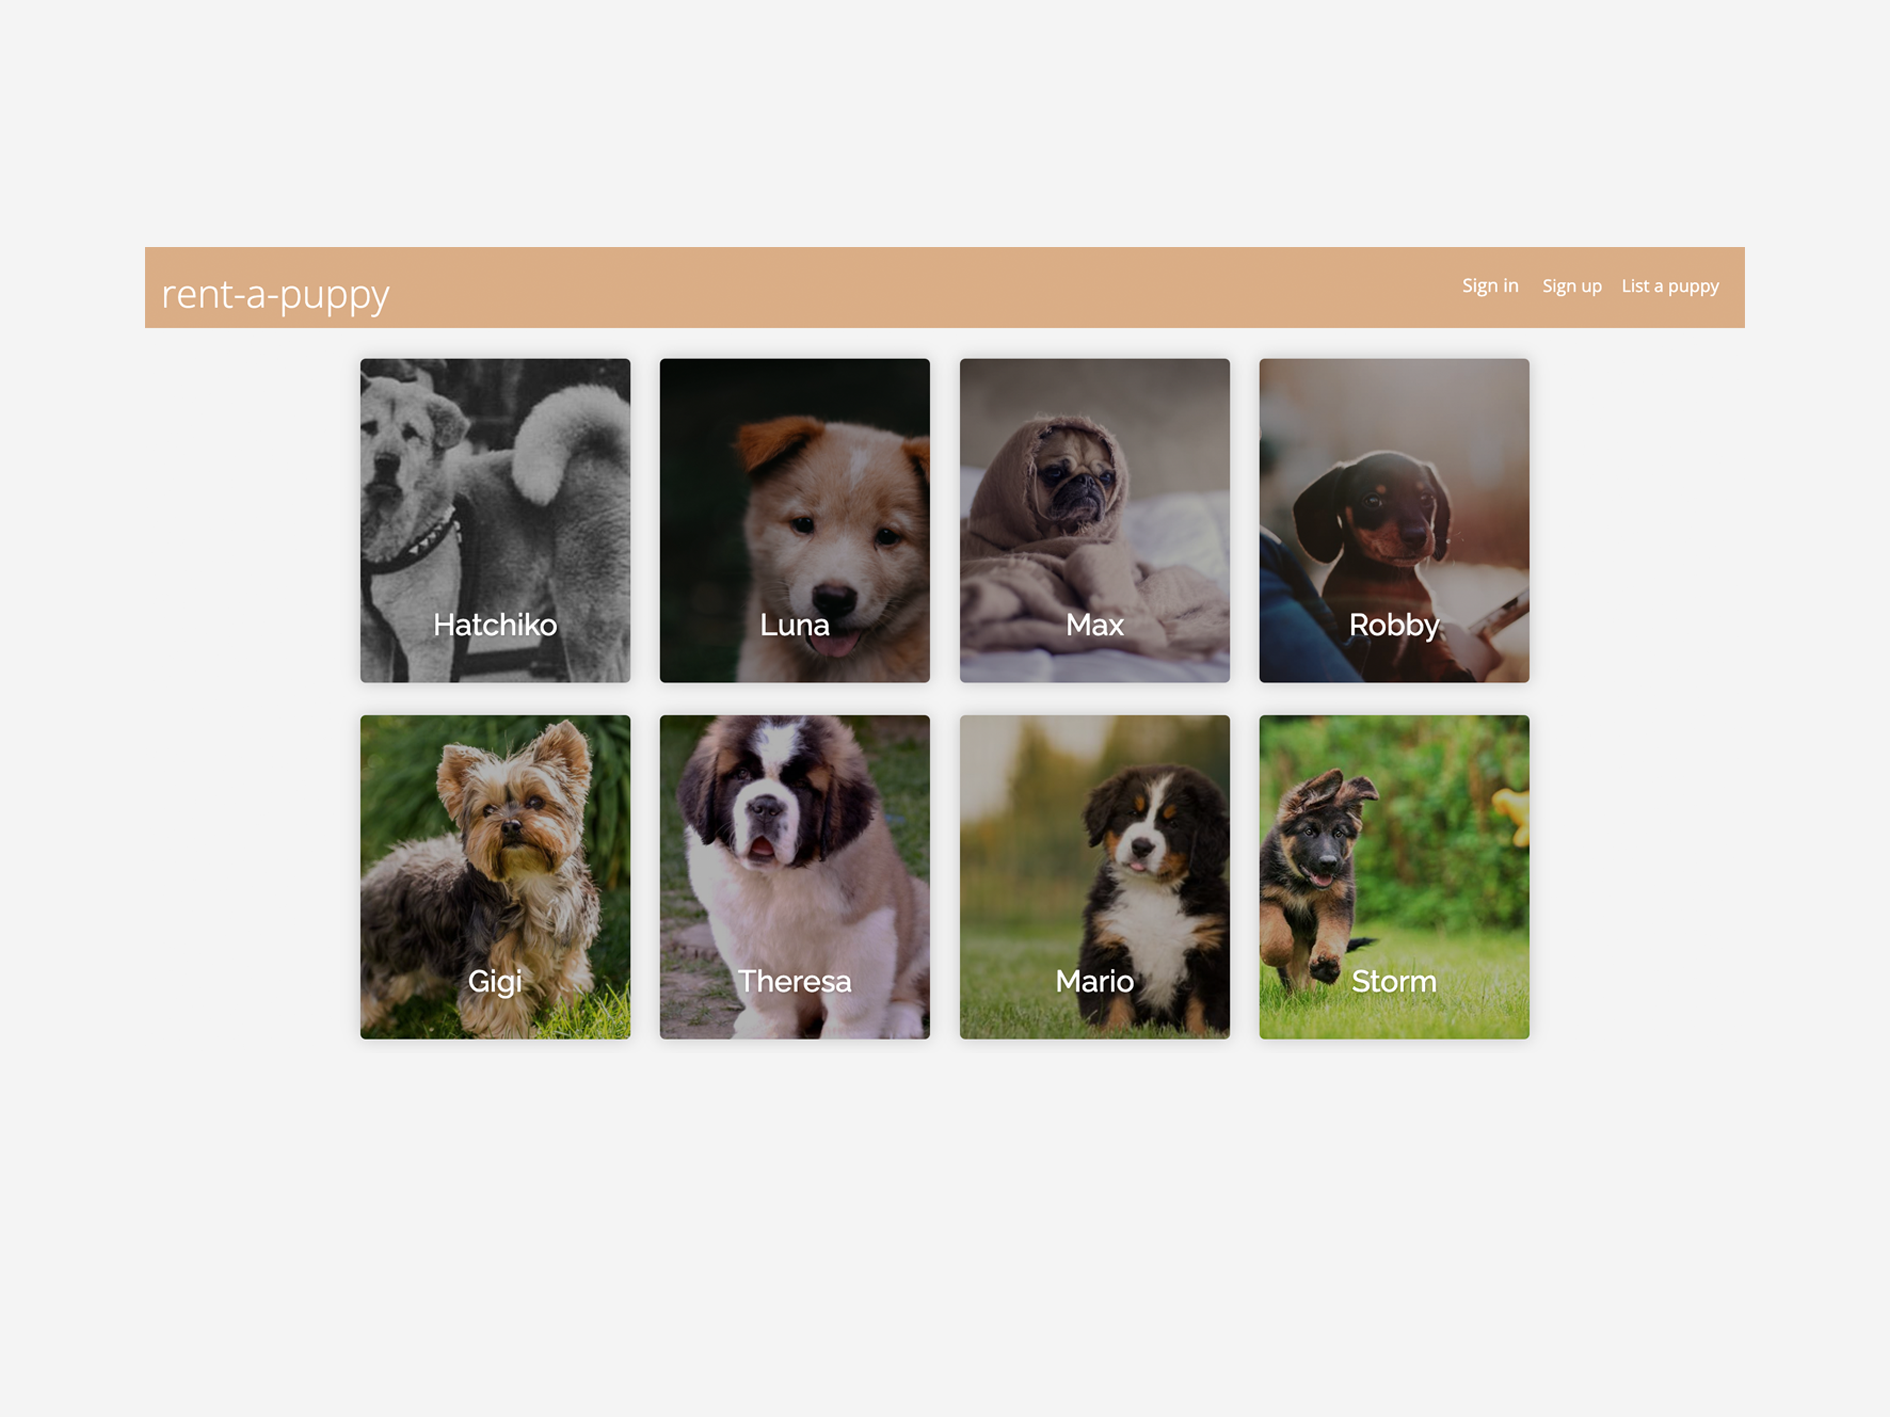 rent-a-puppy
Sign in Sign up List a puppy
Hatchiko
Luna
Max
Robby
Gigi
Theresa
Mario
Storm